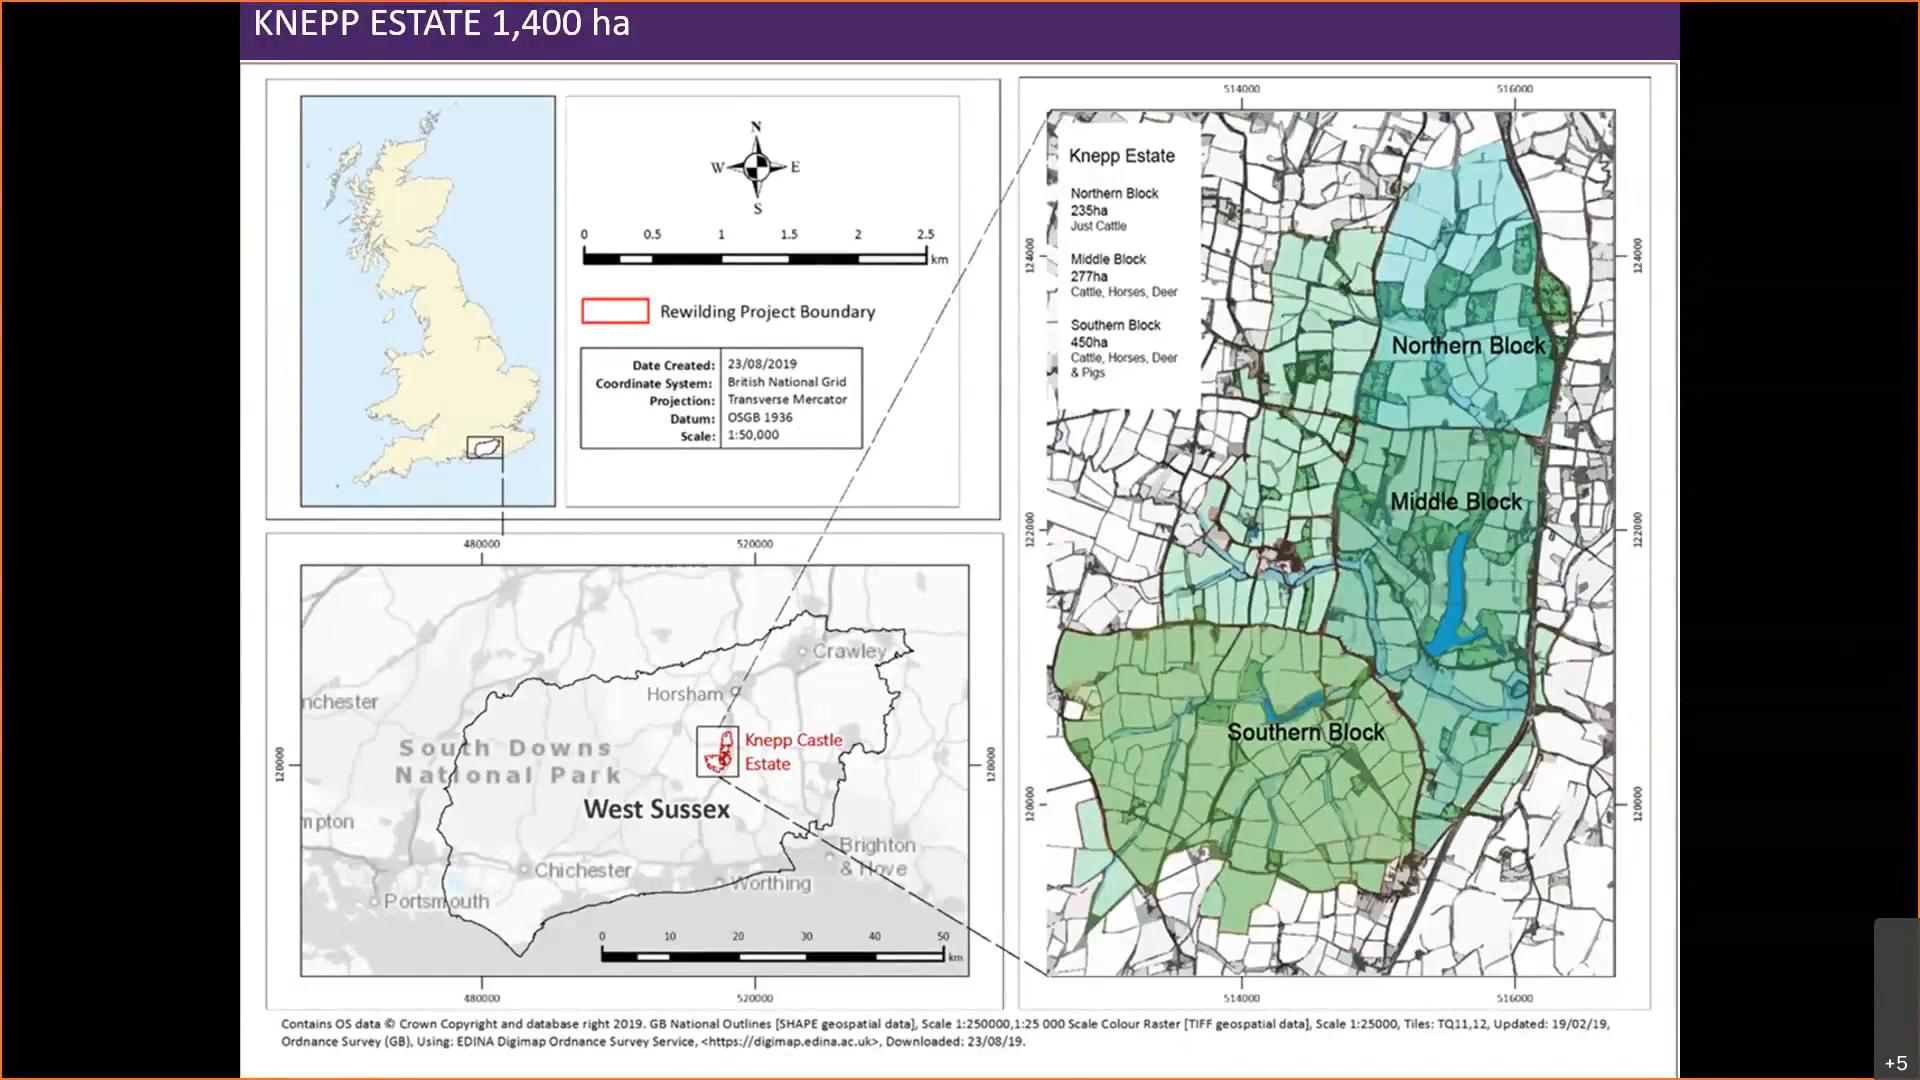 KNEPP ESTATE 1,400 ha
N
W E
S
0 0.5 1 1.5 2 2.5
km
Rewilding Project Boundary
Date Created: 23/08/2019
Coordinate System: British National Grid
Projection: Transverse Mercator
Datum: OSGB 1936
Scale: 1:50,000
480000 520000
Crawley
Horsham
nchester
South Downs
National Park
Knepp Castle
Estate
West Sussex
mpton
Brighton
& Hove
Chichester
Worthing
Portsmouth
0 10 20 30 40 50
km
120000 120000
480000 520000
514000 516000
Knepp Estate
Northern Block
235ha
Just Cattle
Middle Block
277ha
Cattle, Horses, Deer
Southern Block
450ha
Cattle, Horses, Deer
& Pigs
124000 124000
Northern Block
Middle Block
122000 122000
Southern Block
120000 120000
514000 516000
Contains OS data © Crown Copyright and database right 2019. GB National Outlines [SHAPE geospatial data], Scale 1:250000,1:25 000 Scale Colour Raster [TIFF geospatial data], Scale 1:25000, Tiles: TQ11,12, Updated: 19/02/19,
Ordnance Survey (GB), Using: EDINA Digimap Ordnance Survey Service, <https://digimap.edina.ac.uk>, Downloaded: 23/08/19.
+5